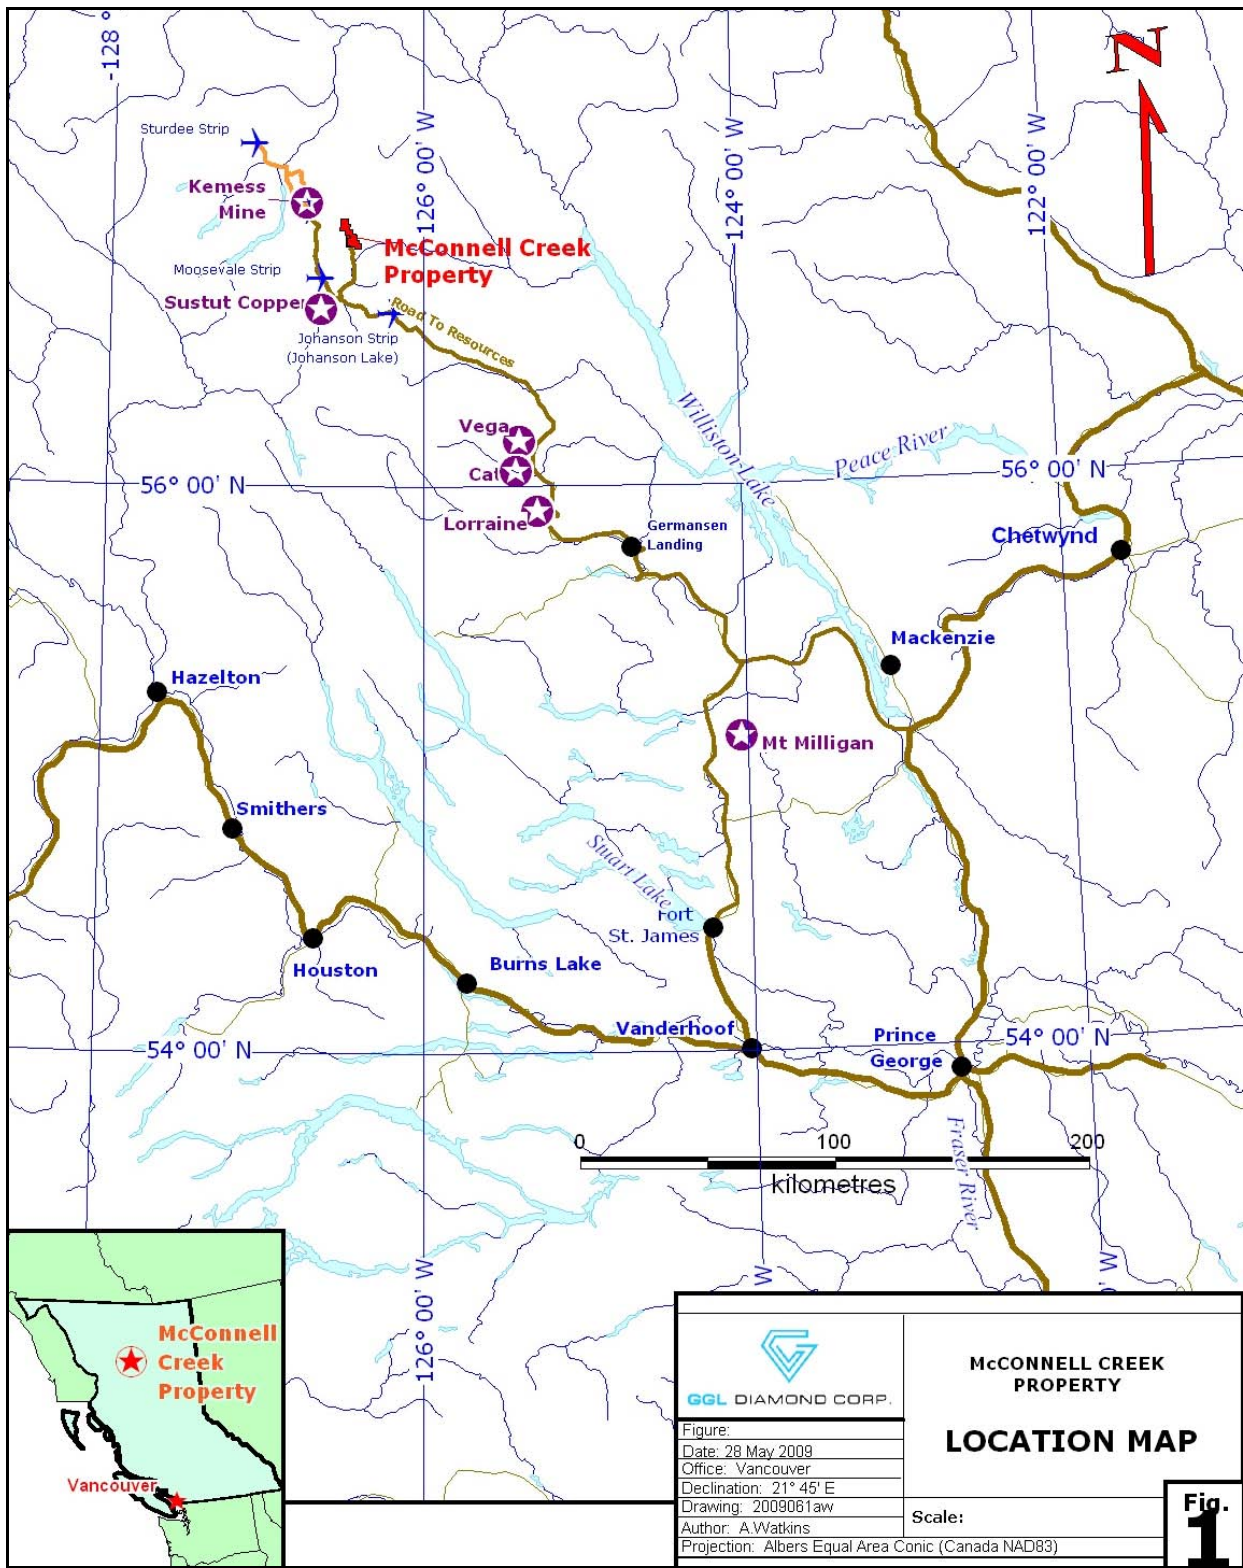 -128 °
126° 00' W
124° 00' W
122° 00' W
N
Sturdee Strip
Kemess
Mine
McConnell Creek
Property
Moosevale Strip
Sustut Copper
Road To Resources
Johanson Strip
(Johanson Lake)
Williston Lake
Peace River
Vega
Cat
56° 00' N
56° 00' N
Lorraine
Germansen
Landing
Chetwynd
Mackenzie
Hazelton
Mt Milligan
Smithers
Stuart Lake
Fort
St. James
Houston
Burns Lake
Vanderhoof
Prince
George
54° 00' N
54° 00' N
0 100 200
kilometres
Fraser River
126° 00' W
W
' W
McConnell
Creek
Property
Vancouver
GGL DIAMOND CORP.
McCONNELL CREEK
PROPERTY
LOCATION MAP
Figure:
Date: 28 May 2009
Office: Vancouver
Declination: 21° 45' E
Drawing: 2009061aw
Author: A.Watkins
Scale:
Projection: Albers Equal Area Conic (Canada NAD83)
Fig.
1